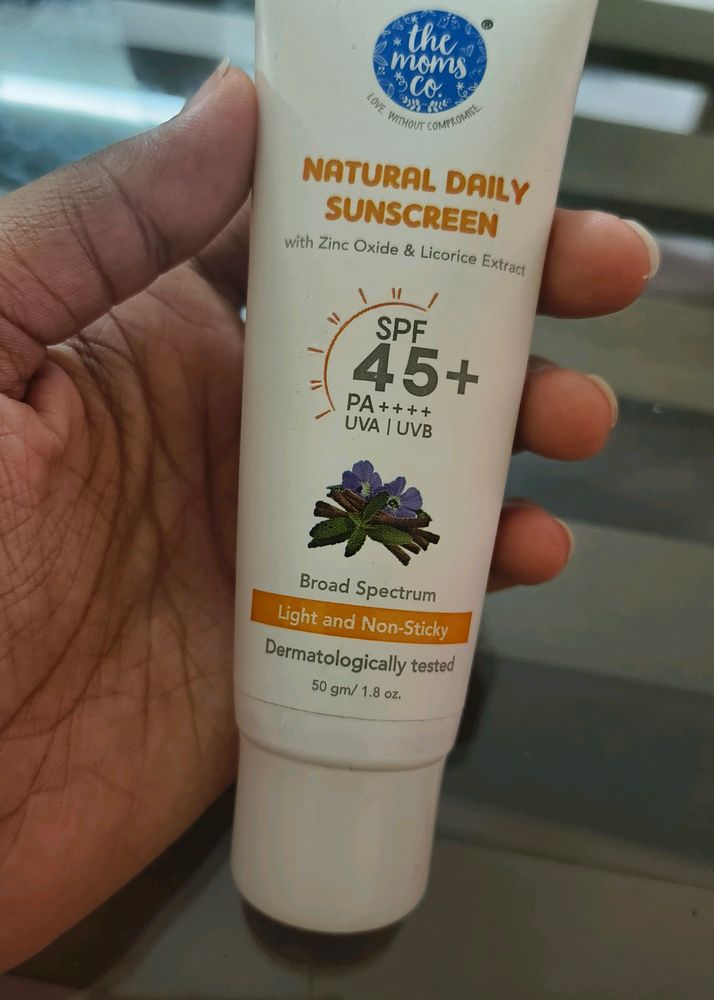 the
moms
co.
®
LOVE WITHOUT COMPROMISE.
NATURAL DAILY
SUNSCREEN
with Zinc Oxide & Licorice Extract
SPF
45+
PA++++
UVA | UVB
Broad Spectrum
Light and Non-Sticky
Dermatologically tested
50 gm/ 1.8 oz.